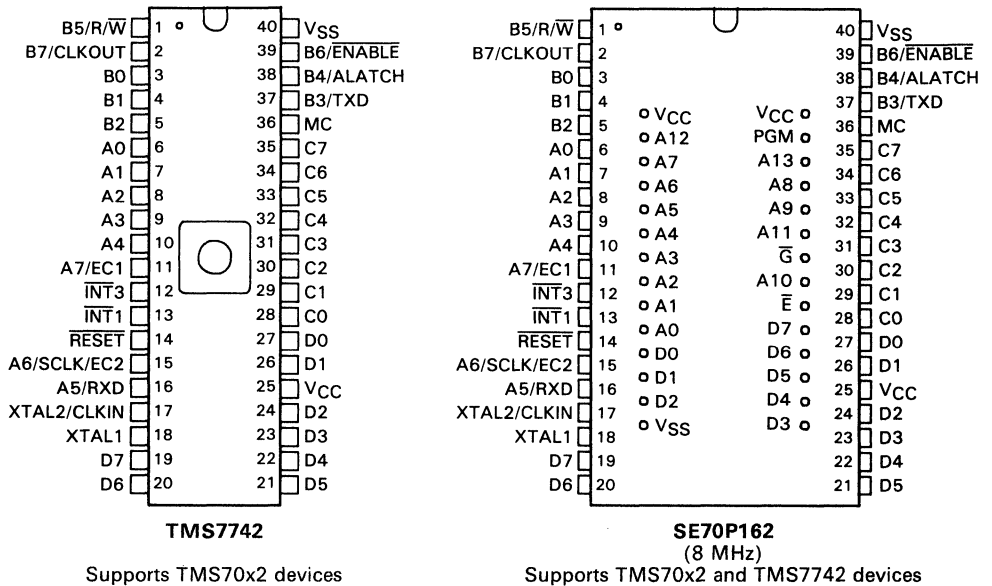 B5/R/W̅ 1 40 VSS
B7/CLKOUT 2 39 B6/E̅N̅A̅B̅L̅E̅
B0 3 38 B4/ALATCH
B1 4 37 B3/TXD
B2 5 36 MC
A0 6 35 C7
A1 7 34 C6
A2 8 33 C5
A3 9 32 C4
A4 10 31 C3
A7/EC1 11 30 C2
I̅N̅T̅3 12 29 C1
I̅N̅T̅1 13 28 C0
R̅E̅S̅E̅T̅ 14 27 D0
A6/SCLK/EC2 15 26 D1
A5/RXD 16 25 VCC
XTAL2/CLKIN 17 24 D2
XTAL1 18 23 D3
D7 19 22 D4
D6 20 21 D5
TMS7742
Supports TMS70x2 devices
B5/R/W̅ 1 40 VSS
B7/CLKOUT 2 39 B6/E̅N̅A̅B̅L̅E̅
B0 3 38 B4/ALATCH
B1 4 37 B3/TXD
B2 5 36 MC
A0 6 35 C7
A1 7 34 C6
A2 8 33 C5
A3 9 32 C4
A4 10 31 C3
A7/EC1 11 30 C2
I̅N̅T̅3 12 29 C1
I̅N̅T̅1 13 28 C0
R̅E̅S̅E̅T̅ 14 27 D0
A6/SCLK/EC2 15 26 D1
A5/RXD 16 25 VCC
XTAL2/CLKIN 17 24 D2
XTAL1 18 23 D3
D7 19 22 D4
D6 20 21 D5
VCC VCC
A12 PGM
A7 A13
A6 A8
A5 A9
A4 A11
A3 G̅
A2 A10
A1 E̅
A0 D7
D0 D6
D1 D5
D2 D4
VSS D3
SE70P162
(8 MHz)
Supports TMS70x2 and TMS7742 devices